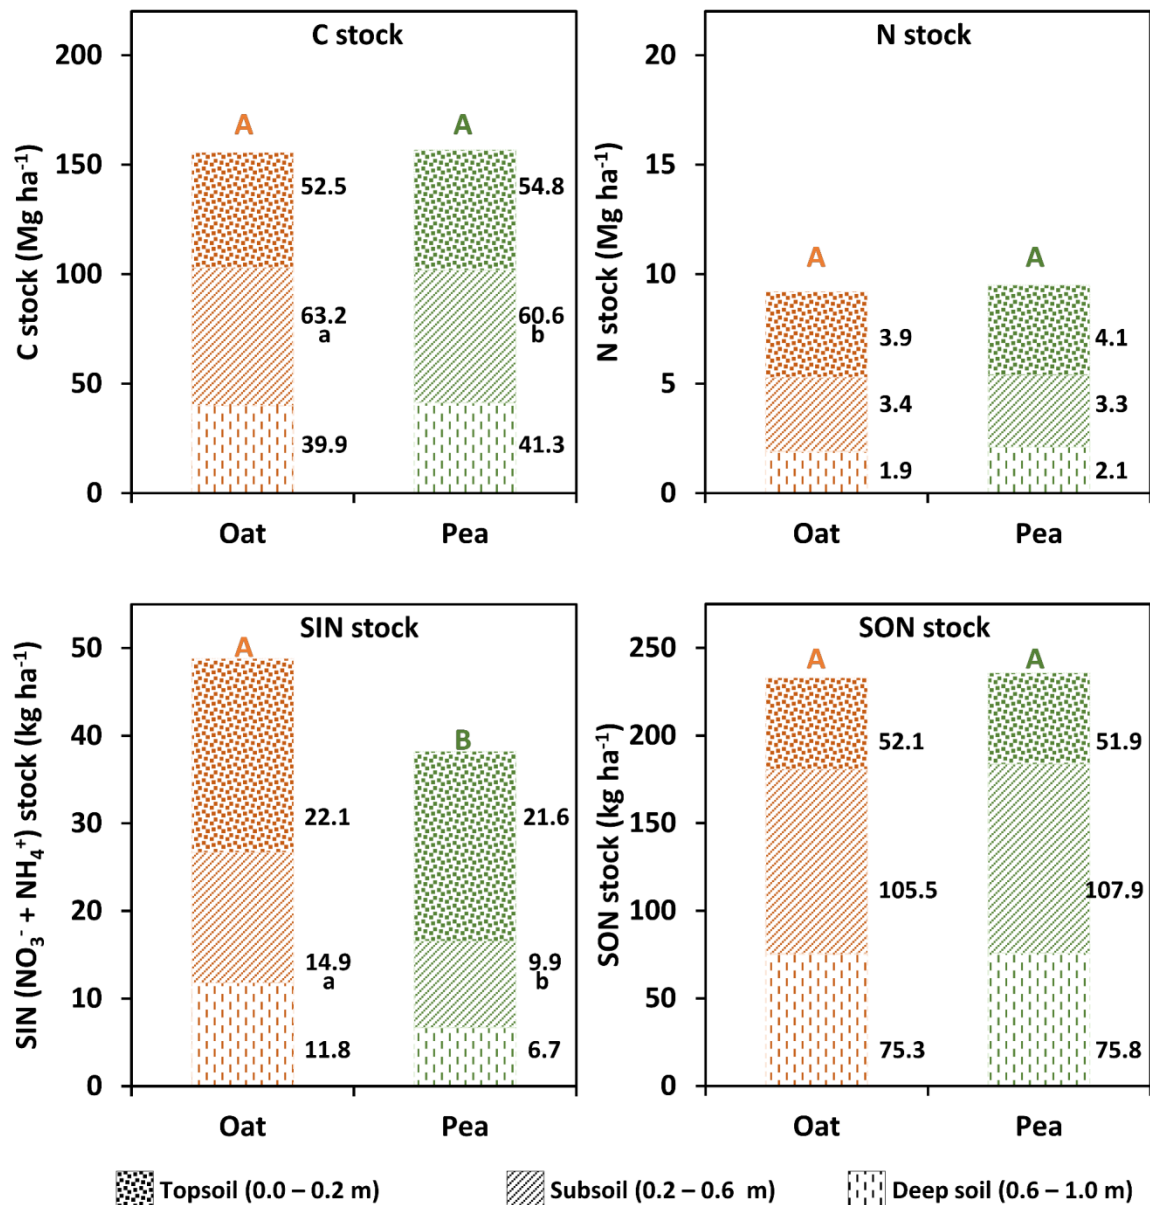 C stock
C stock (Mg ha⁻¹)
200
150
100
50
0
A
A
52.5
54.8
63.2
a
60.6
b
39.9
41.3
Oat
Pea
N stock
N stock (Mg ha⁻¹)
20
15
10
5
0
A
A
3.9
4.1
3.4
3.3
1.9
2.1
Oat
Pea
SIN stock
SIN (NO₃⁻ + NH₄⁺) stock (kg ha⁻¹)
50
40
30
20
10
0
A
B
22.1
21.6
14.9
a
9.9
b
11.8
6.7
Oat
Pea
SON stock
SON stock (kg ha⁻¹)
250
200
150
100
50
0
A
A
52.1
51.9
105.5
107.9
75.3
75.8
Oat
Pea
Topsoil (0.0 – 0.2 m)
Subsoil (0.2 – 0.6 m)
Deep soil (0.6 – 1.0 m)